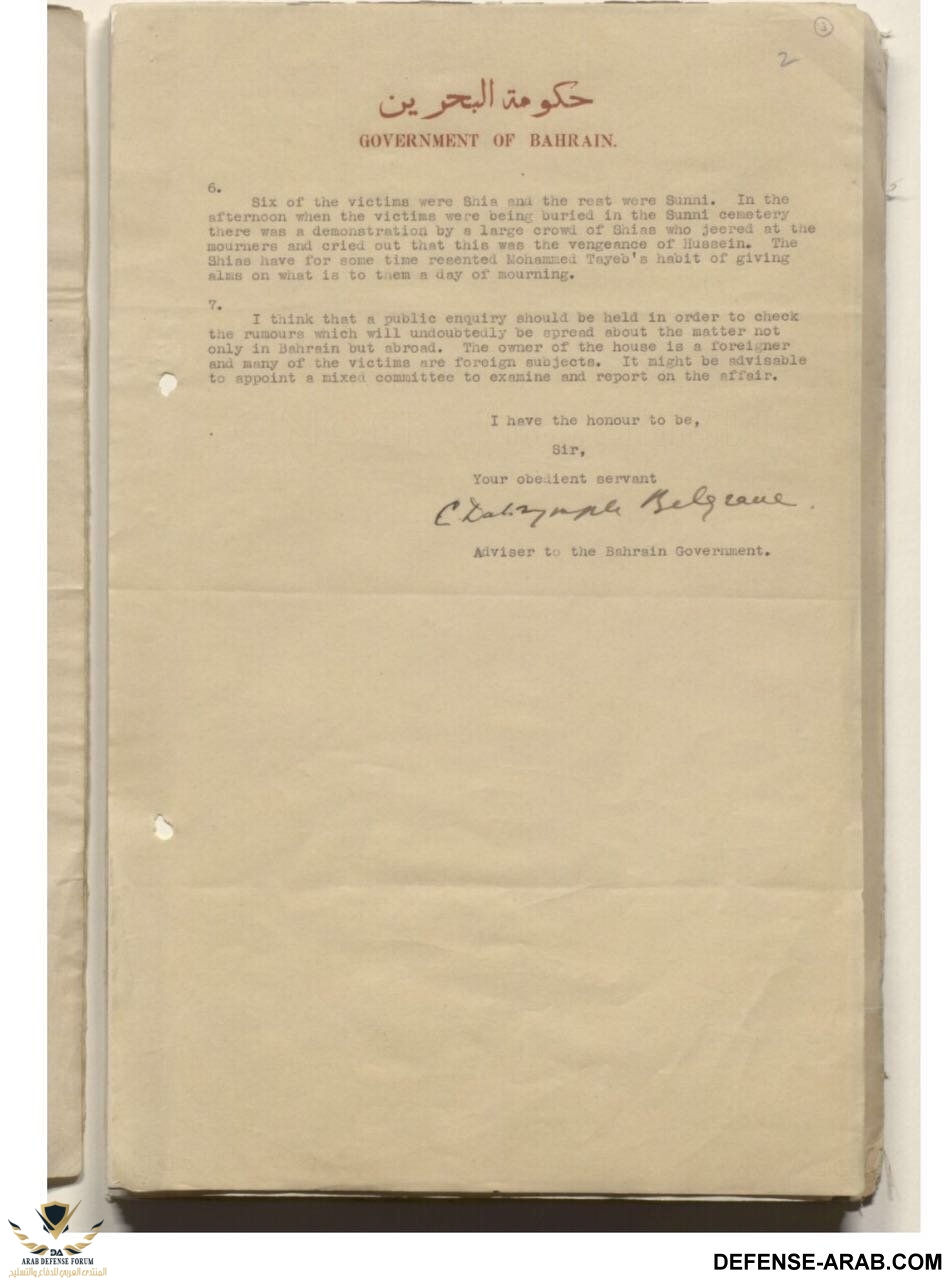 3
2
حكومة البحرين
GOVERNMENT OF BAHRAIN.
6.
Six of the victims were Shia and the rest were Sunni. In the
afternoon when the victims were being buried in the Sunni cemetery
there was a demonstration by a large crowd of Shias who jeered at the
mourners and cried out that this was the vengeance of Hussein. The
Shias have for some time resented Mohammed Tayeb's habit of giving
alms on what is to them a day of mourning.
7.
I think that a public enquiry should be held in order to check
the rumours which will undoubtedly be spread about the matter not
only in Bahrain but abroad. The owner of the house is a foreigner
and many of the victims are foreign subjects. It might be advisable
to appoint a mixed committee to examine and report on the affair.
I have the honour to be,
Sir,
Your obedient servant
C Dalrymple Belgrave.
Adviser to the Bahrain Government.
DA
ARAB DEFENSE FORUM
المنتدى العربي للدفاع والتسليح
DEFENSE-ARAB.COM